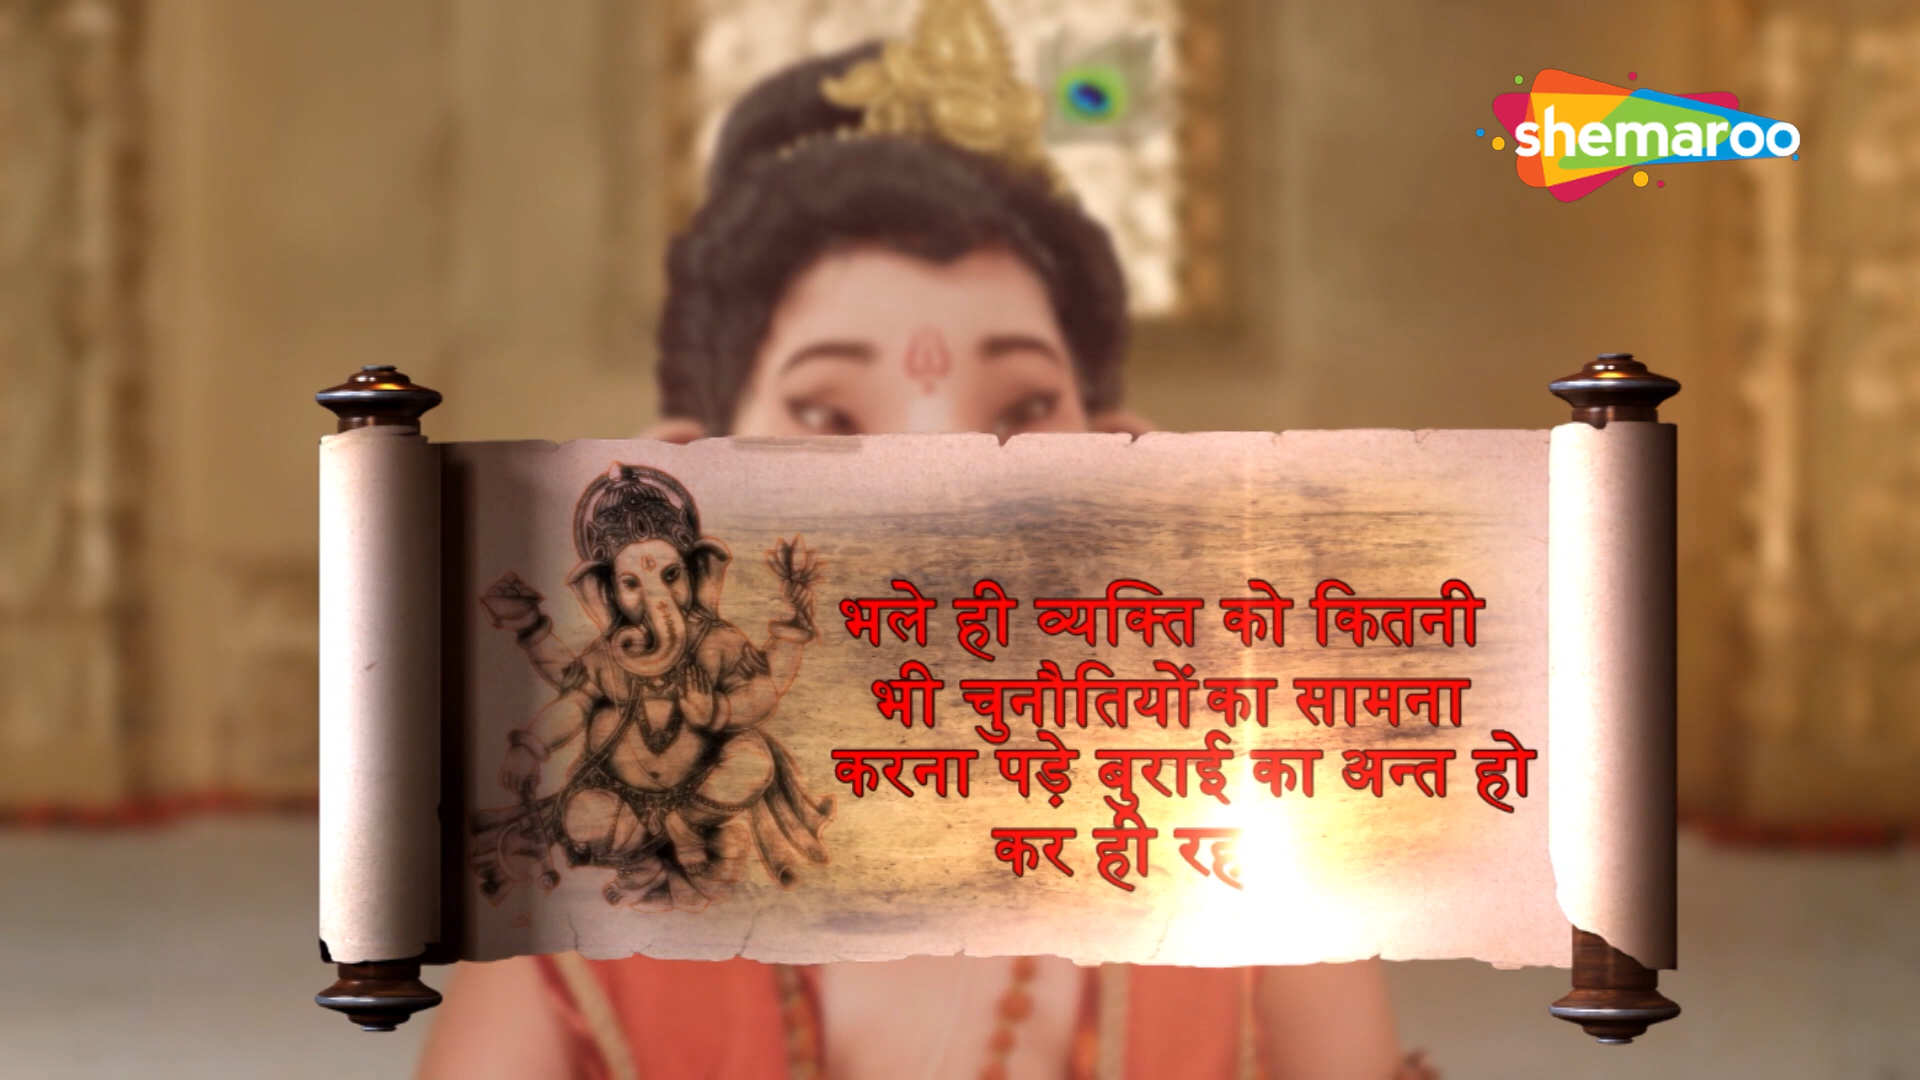 shemaroo
भले ही व्यक्ति को कितनी
भी चुनौतियों का सामना
करना पड़े बुराई का अन्त हो
कर ही